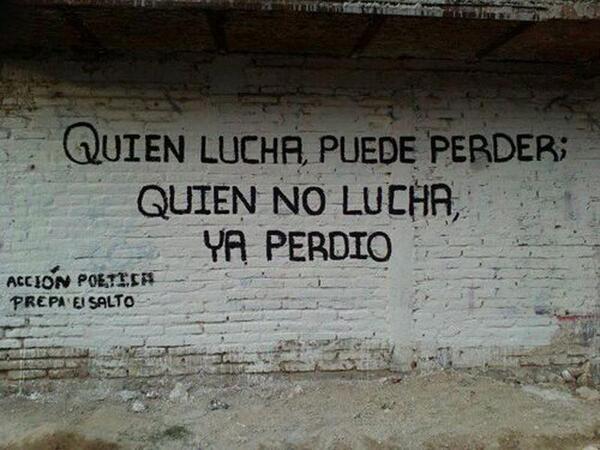 QUIEN LUCHA, PUEDE PERDER;
QUIEN NO LUCHA,
YA PERDIO
ACCIÓN POETICA
PREPA El SALTO